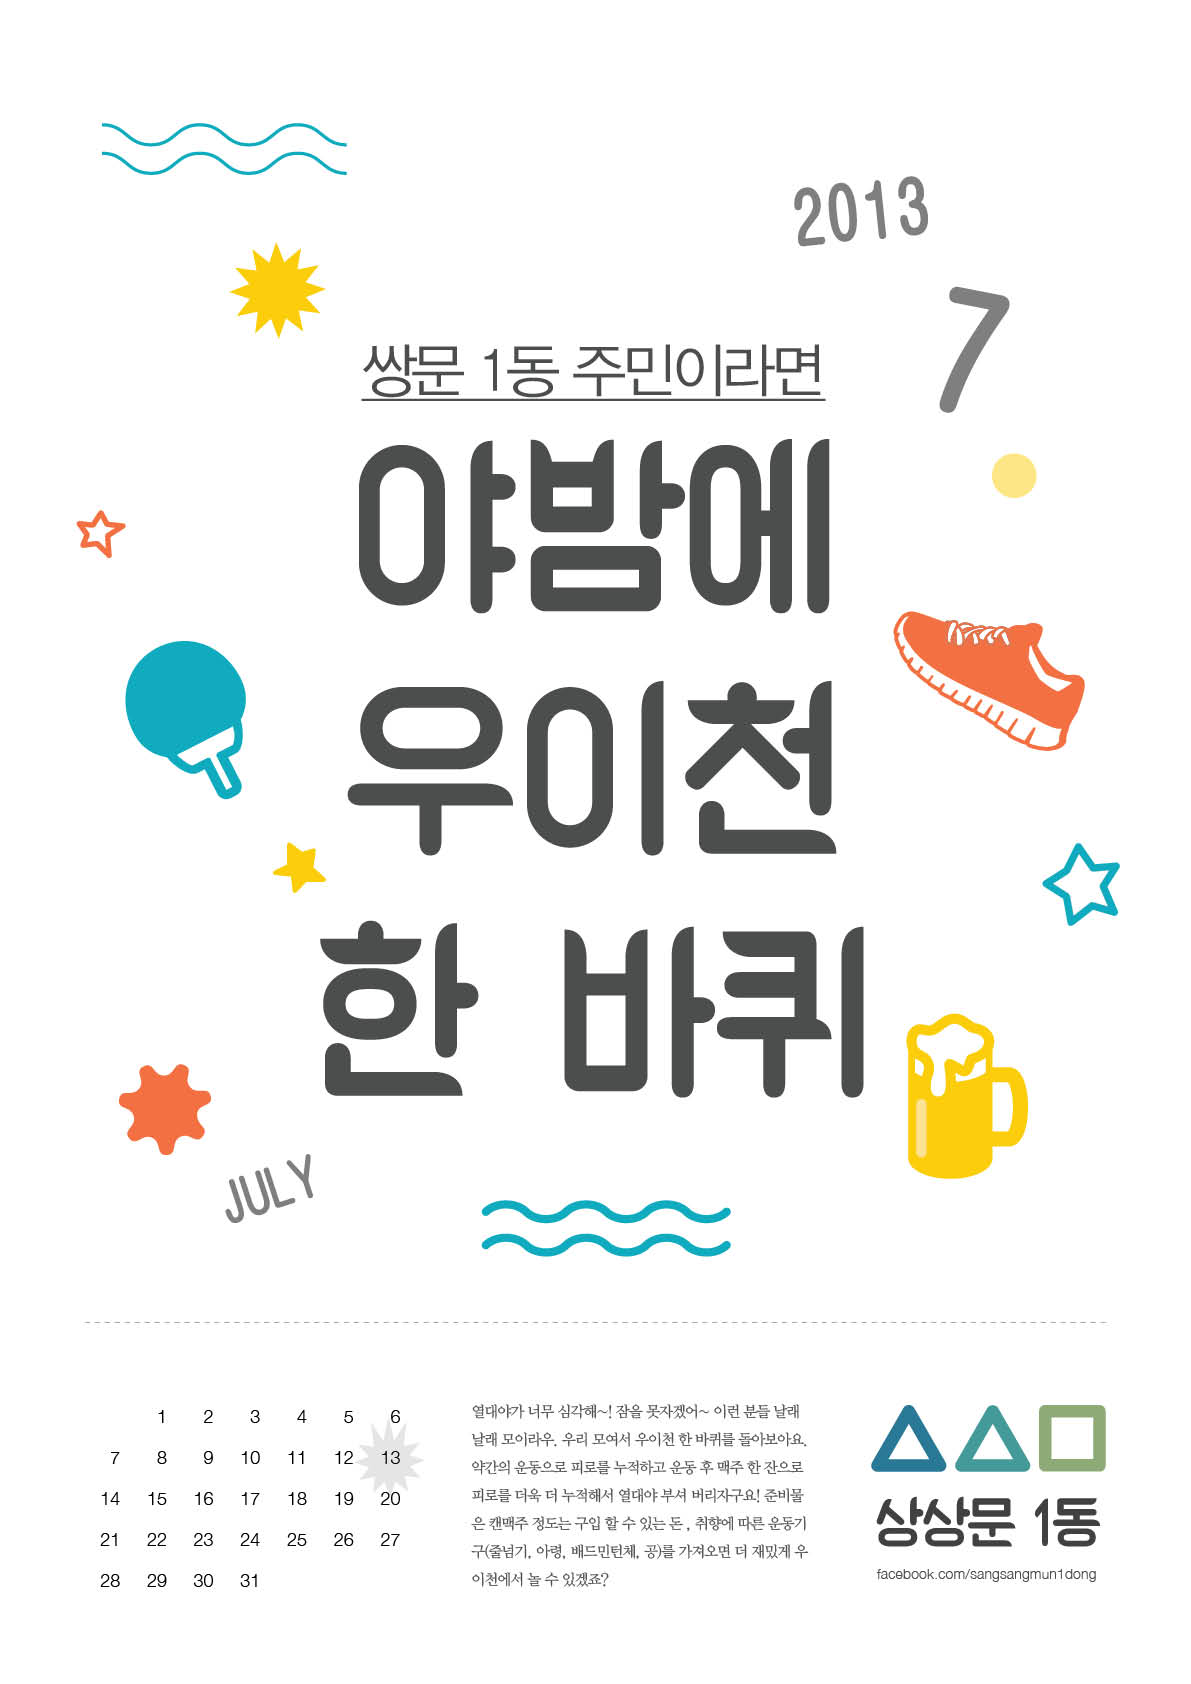 2013
7
쌍문 1동 주민이라면
야밤에
우이천
한 바퀴
JULY
1 2 3 4 5 6
7 8 9 10 11 12 13
14 15 16 17 18 19 20
21 22 23 24 25 26 27
28 29 30 31
열대야가 너무 심각해~! 잠을 못자겠어~ 이런 분들 날래
날래 모이라우. 우리 모여서 우이천 한 바퀴를 돌아보아요.
약간의 운동으로 피로를 누적하고 운동 후 맥주 한 잔으로
피로를 더욱 더 누적해서 열대야 부셔 버리자구요! 준비물
은 캔맥주 정도는 구입 할 수 있는 돈 , 취향에 따른 운동기
구(줄넘기, 아령, 배드민턴체, 공)를 가져오면 더 재밌게 우
이천에서 놀 수 있겠죠?
상상문 1동
facebook.com/sangsangmun1dong